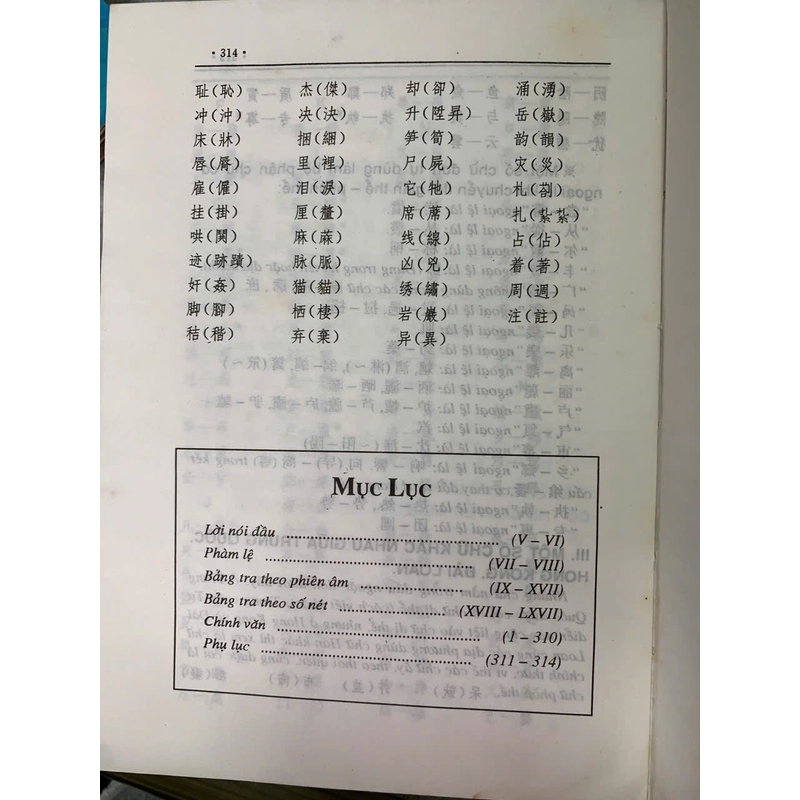 • 314 •
耻(恥) 杰(傑) 却(卻) 涌(湧)
冲(沖) 决(決) 升(陞昇) 岳(嶽)
床(牀) 捆(綑) 笋(筍) 韵(韻)
唇(脣) 里(裡) 尸(屍) 灾(災)
雇(僱) 泪(淚) 它(牠) 札(剳)
挂(掛) 厘(釐) 席(蓆) 扎(紮紥)
哄(鬨) 麻(蔴) 线(線) 占(佔)
迹(跡蹟) 脉(脈) 凶(兇) 着(著)
奸(姦) 猫(貓) 绣(繡) 周(週)
脚(腳) 栖(棲) 岩(巖) 注(註)
秸(稭) 弃(棄) 异(異)
MỤC LỤC
Lời nói đầu (V – VI)
Phàm lệ (VII – VIII)
Bảng tra theo phiên âm (IX – XVII)
Bảng tra theo số nét (XVIII – LXVII)
Chính văn (1 – 310)
Phụ lục (311 – 314)